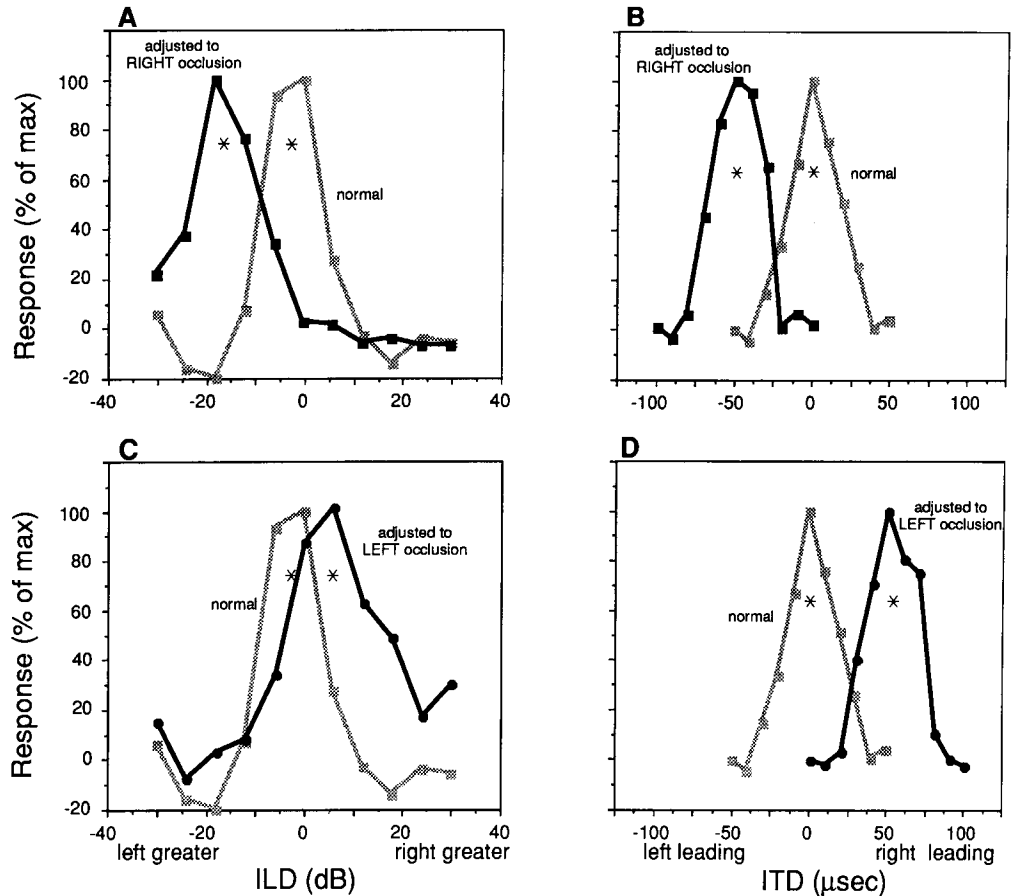 A
adjusted to
RIGHT occlusion
normal
Response (% of max)
100
80
60
40
20
0
-20
-40
-20
0
20
40
B
adjusted to
RIGHT occlusion
normal
-100
-50
0
50
100
C
adjusted to
LEFT occlusion
normal
Response (% of max)
100
80
60
40
20
0
-20
-40
-20
0
20
40
left greater
right greater
ILD (dB)
D
adjusted to
LEFT occlusion
normal
-100
-50
0
50
100
left leading
right leading
ITD (μsec)